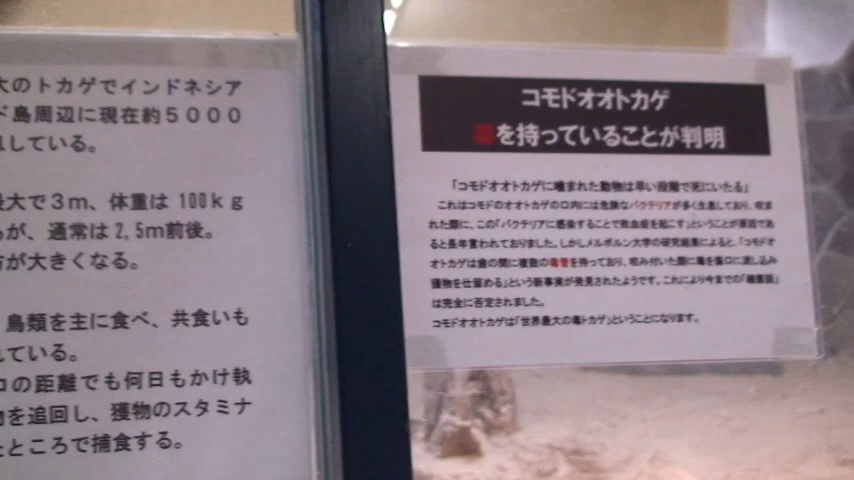 大のトカゲでインドネシア
ド島周辺に現在約５０００
息している。
最大で３ｍ、体重は 100ｋｇ
が、通常は 2.5ｍ前後。
方が大きくなる。
鳥類を主に食べ、共食いも
れている。
ロの距離でも何日もかけ執
物を追回し、獲物のスタミナ
たところで捕食する。
コモドオオトカゲ
毒を持っていることが判明
「コモドオオトカゲに噛まれた動物は早い段階で死にいたる」
これはコモドのオオトカゲの口内には危険なバクテリアが多く生息しており、咬ま
れた際に、この「バクテリアに感染することで敗血症を起こす」ということが原因であ
ると長年言われておりました。しかしメルボルン大学の研究結果によると、「コモドオ
オトカゲは歯の間に複数の毒管を持っており、咬み付いた際に毒を傷口に流し込み
獲物を仕留める」という新事実が発見されたようです。これにより今までの「細菌説」
は完全に否定されました。
コモドオオトカゲは「世界最大の毒トカゲ」ということになります。